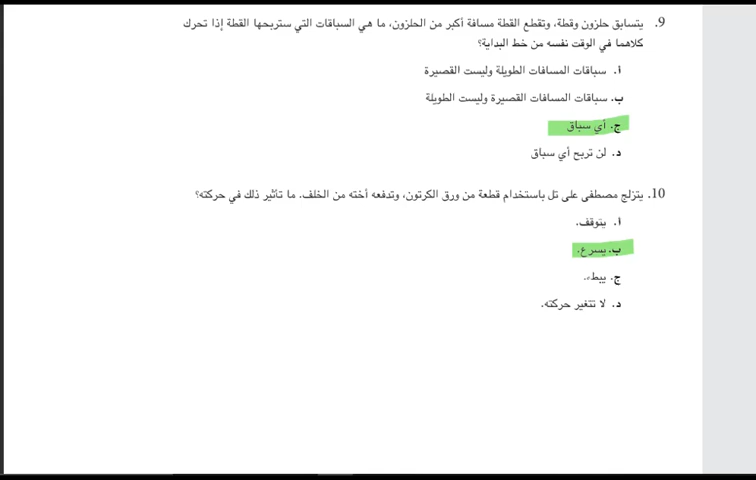 9. يتسابق حلزون وقطة، وتقطع القطة مسافة أكبر من الحلزون، ما هي السباقات التي ستربحها القطة إذا تحرك
كلاهما في الوقت نفسه من خط البداية؟
أ. سباقات المسافات الطويلة وليست القصيرة
ب. سباقات المسافات القصيرة وليست الطويلة
ج. أي سباق
د. لن تربح أي سباق
10. يتزلج مصطفى على تل باستخدام قطعة من ورق الكرتون، وتدفعه أخته من الخلف. ما تأثير ذلك في حركته؟
أ. يتوقف.
ب. يسرع.
ج. يبطء.
د. لا تتغير حركته.